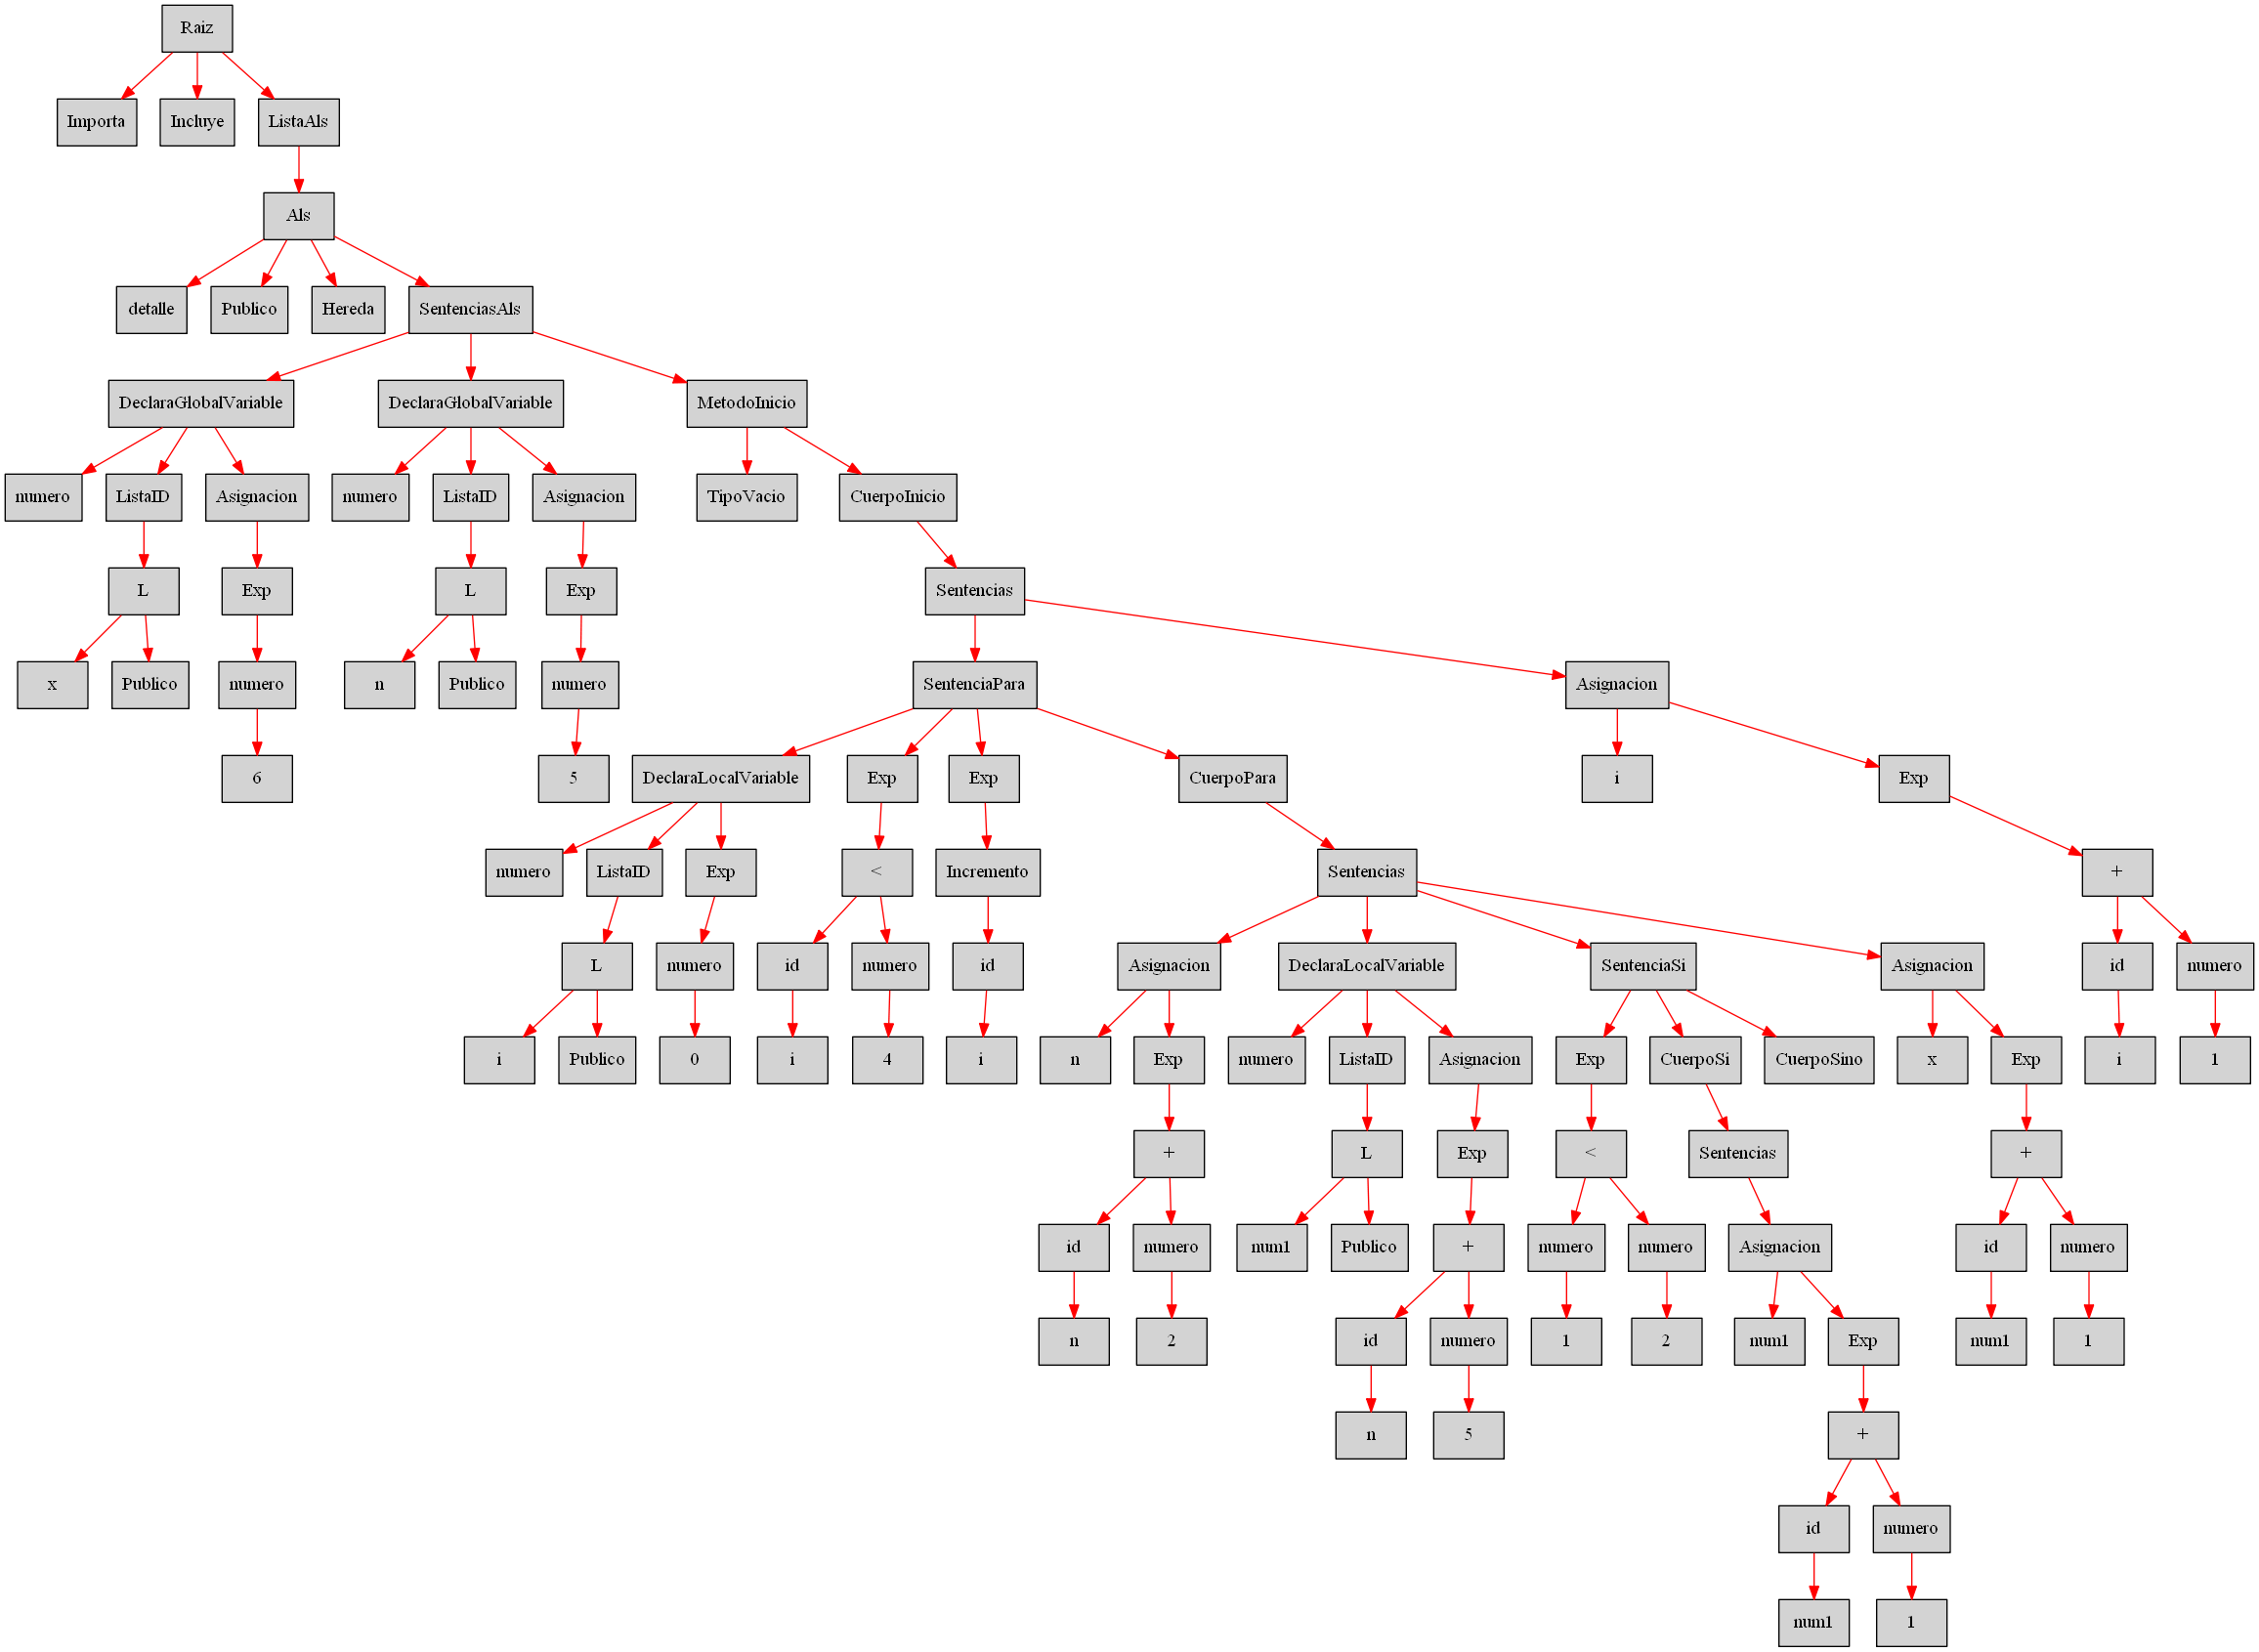 Raiz
Importa Incluye ListaAls
Als
detalle Publico Hereda SentenciasAls
DeclaraGlobalVariable DeclaraGlobalVariable MetodoInicio
numero ListaID Asignacion numero ListaID Asignacion TipoVacio CuerpoInicio
L Exp L Exp Sentencias
x Publico numero n Publico numero SentenciaPara Asignacion
6 5 DeclaraLocalVariable Exp Exp CuerpoPara i Exp
numero ListaID Exp < Incremento Sentencias +
L numero id numero id Asignacion DeclaraLocalVariable SentenciaSi Asignacion id numero
i Publico 0 i 4 i n Exp numero ListaID Asignacion Exp CuerpoSi CuerpoSino x Exp i 1
+ L Exp < Sentencias +
id numero num1 Publico + numero numero Asignacion id numero
n 2 id numero 1 2 num1 Exp num1 1
n 5 +
id numero
num1 1